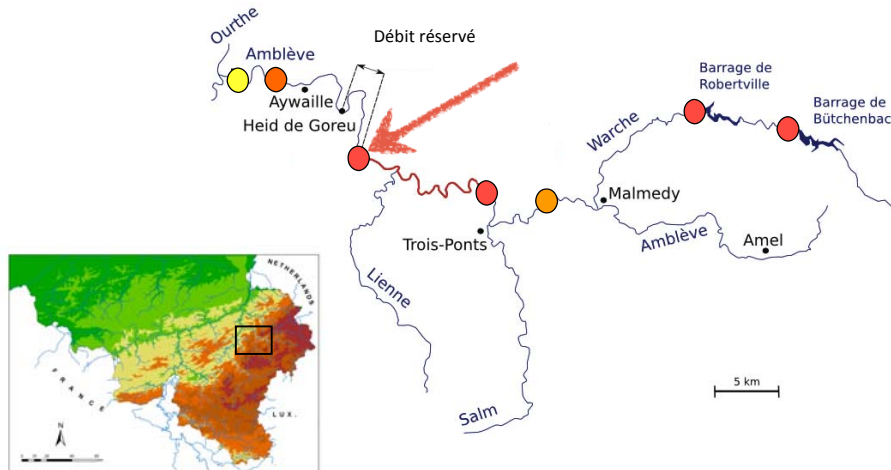 Débit réservé
Ourthe
Amblève
Aywaille
Heid de Goreu
Barrage de
Robertville
Barrage de
Bütchenbac
Warche
Malmedy
Trois-Ponts
Amblève
Amel
Lienne
Salm
5 km
NETHERLANDS
FRANCE
LUX.
N